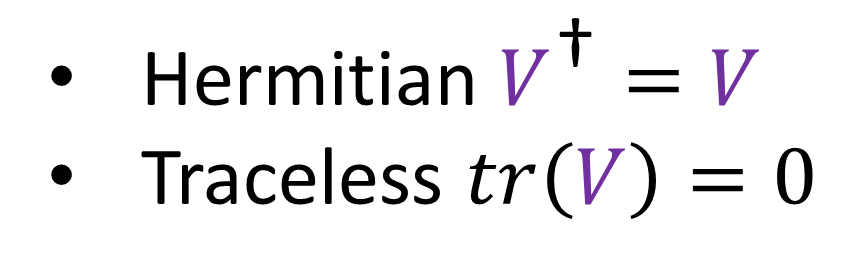 • Hermitian V† = V
• Traceless tr(V) = 0